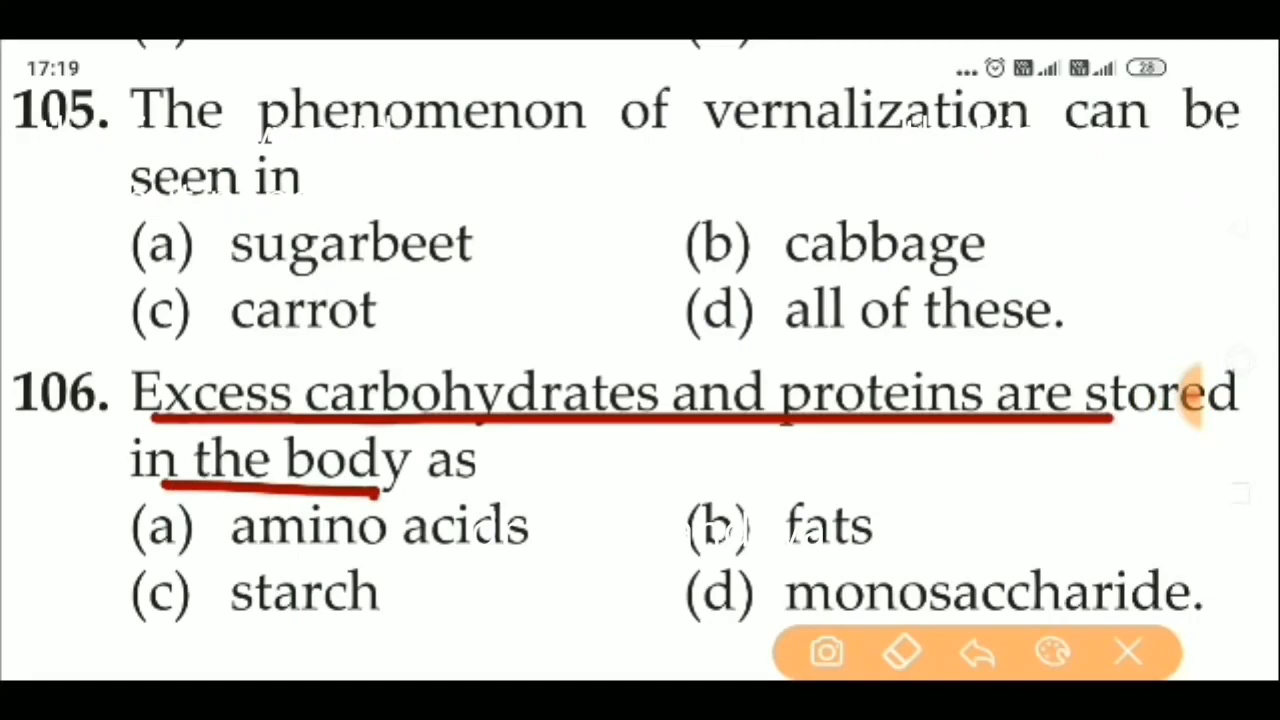 17:19
28
105. The phenomenon of vernalization can be
seen in
(a) sugarbeet (b) cabbage
(c) carrot (d) all of these.
106. Excess carbohydrates and proteins are stored
in the body as
(a) amino acids (b) fats
(c) starch (d) monosaccharide.